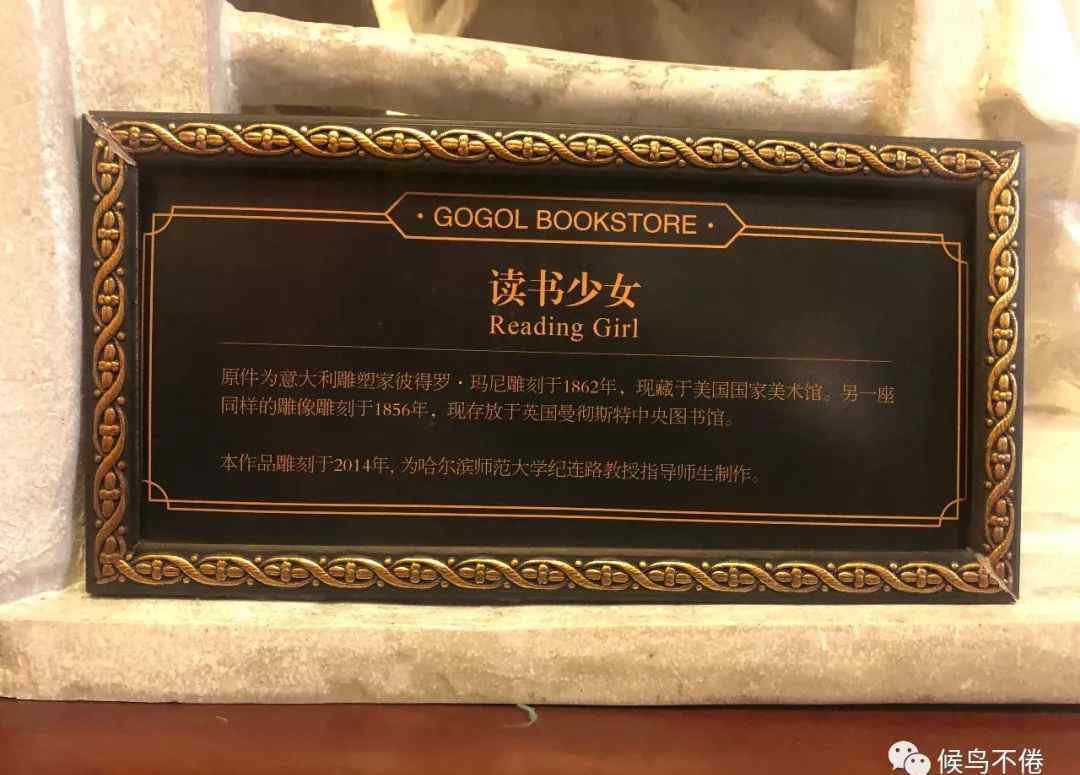 · GOGOL BOOKSTORE ·
读书少女
Reading Girl
原件为意大利雕塑家彼得罗·玛尼雕刻于1862年，现藏于美国国家美术馆。另一座
同样的雕像雕刻于1856年，现存放于英国曼彻斯特中央图书馆。
本作品雕刻于2014年，为哈尔滨师范大学纪连路教授指导师生制作。
候鸟不倦